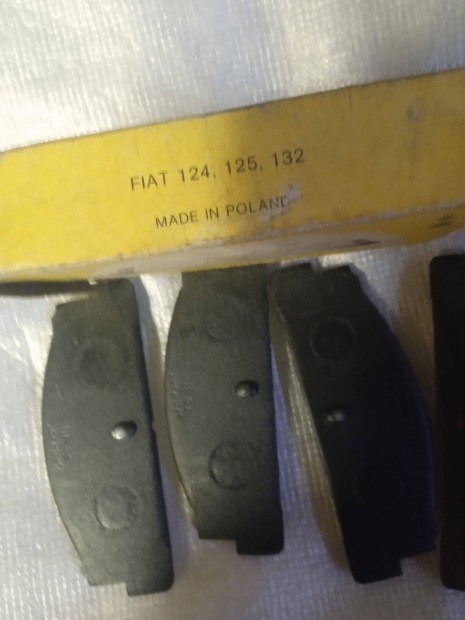 FIAT 124, 125, 132
MADE IN POLAND